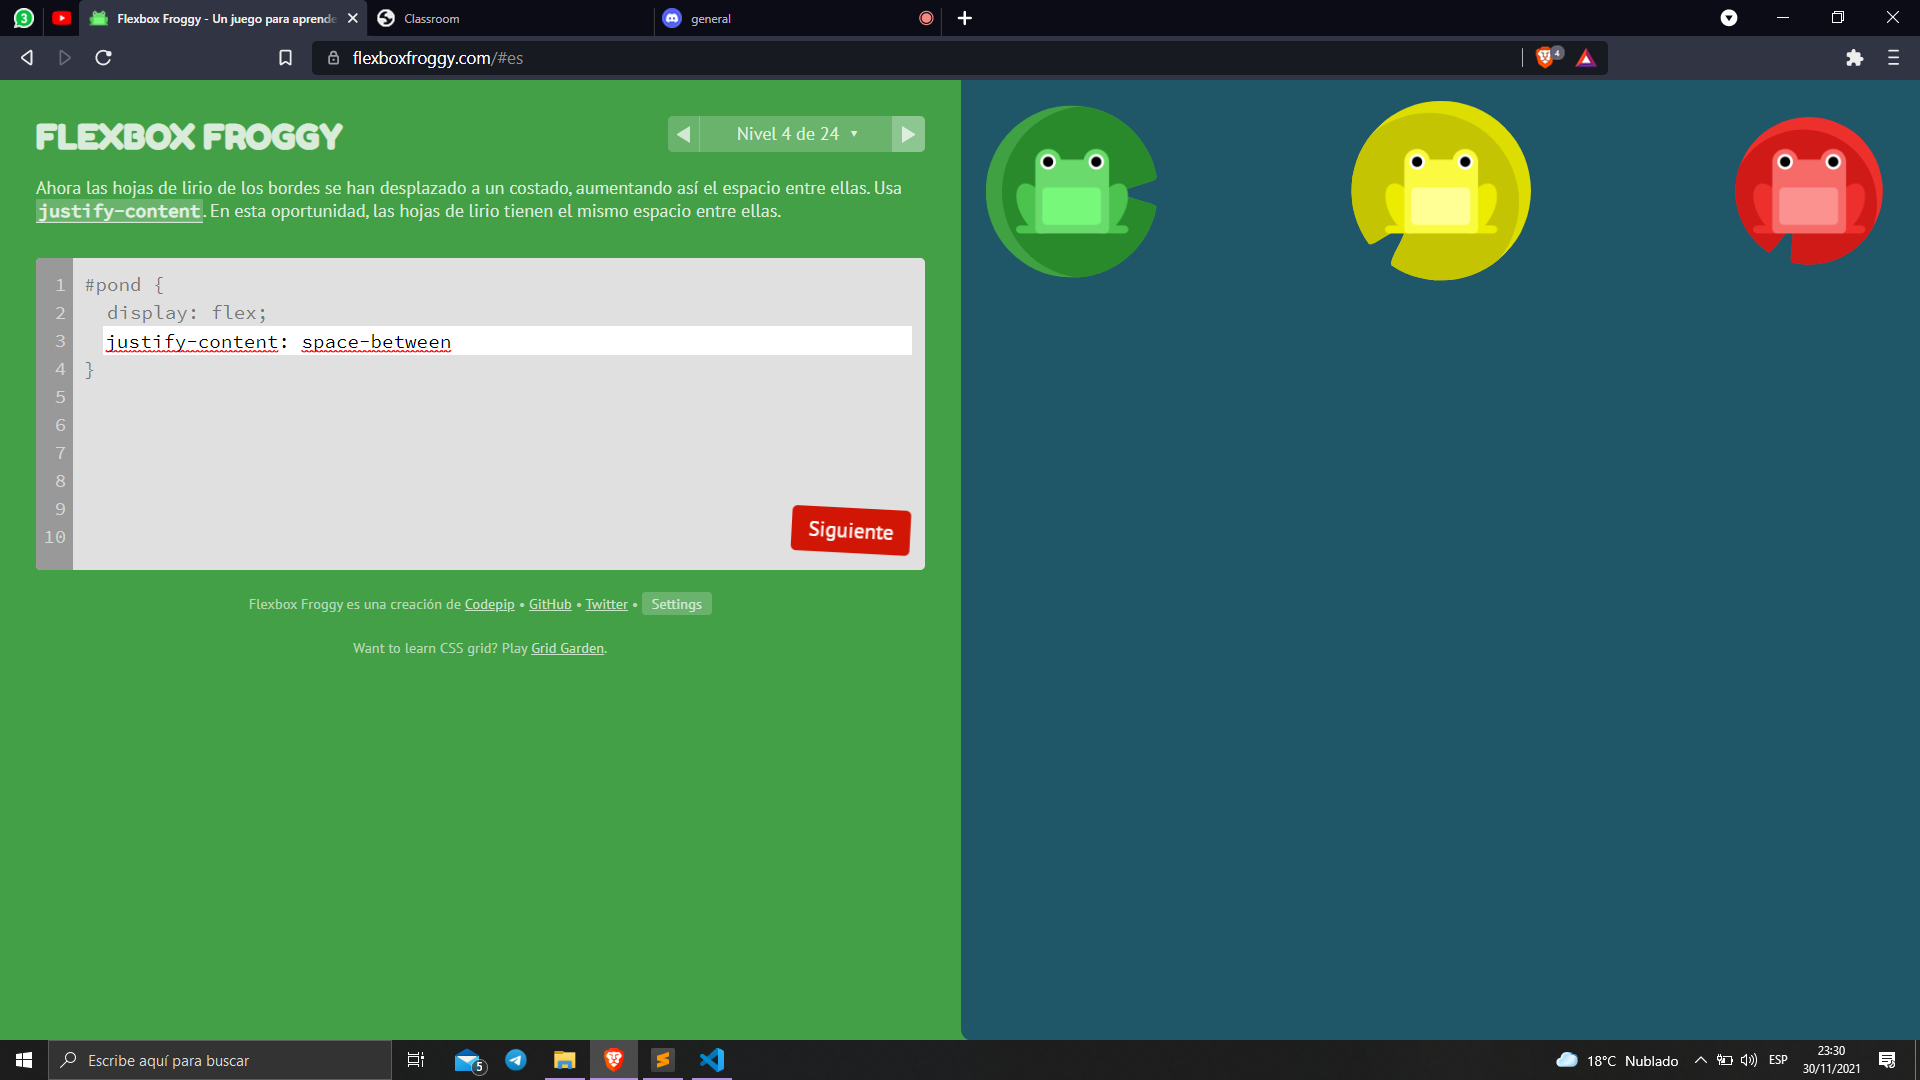 3
Flexbox Froggy - Un juego para aprende
Classroom
general
flexboxfroggy.com/#es
4
FLEXBOX FROGGY
Nivel 4 de 24
Ahora las hojas de lirio de los bordes se han desplazado a un costado, aumentando así el espacio entre ellas. Usa
justify-content. En esta oportunidad, las hojas de lirio tienen el mismo espacio entre ellas.
1 #pond {
2 display: flex;
3 justify-content: space-between
4 }
5
6
7
8
9
10
Siguiente
Flexbox Froggy es una creación de Codepip • GitHub • Twitter • Settings
Want to learn CSS grid? Play Grid Garden.
Escribe aquí para buscar
5
18°C Nublado
ESP
23:30
30/11/2021